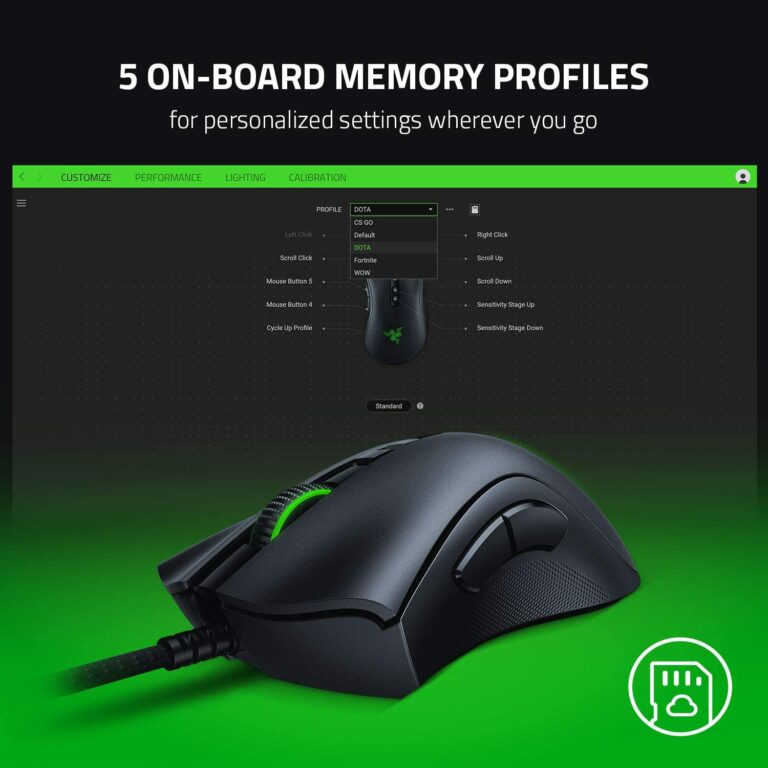 5 ON-BOARD MEMORY PROFILES
for personalized settings wherever you go
CUSTOMIZE PERFORMANCE LIGHTING CALIBRATION
PROFILE DOTA
CS GO
Default
DOTA
Fortnite
WOW
Left Click
Scroll Click
Mouse Button 5
Mouse Button 4
Cycle Up Profile
Right Click
Scroll Up
Scroll Down
Sensitivity Stage Up
Sensitivity Stage Down
Standard ?